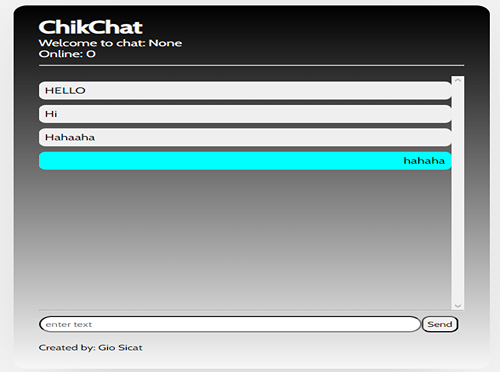 ChikChat
Welcome to chat: None
Online: 0
HELLO
Hi
Hahaaha
hahaha
enter text
Send
Created by: Gio Sicat